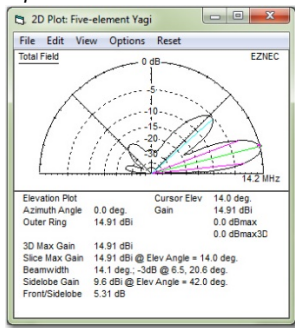 2D Plot: Five-element Yagi
File Edit View Options Reset
Total Field
EZNEC
0 dB
-5
-10
-15
-20
-30
14.2 MHz
Elevation Plot
Azimuth Angle 0.0 deg.
Outer Ring 14.91 dBi
Cursor Elev 14.0 deg.
Gain 14.91 dBi
0.0 dBmax
0.0 dBmax3D
3D Max Gain 14.91 dBi
Slice Max Gain 14.91 dBi @ Elev Angle = 14.0 deg.
Beamwidth 14.1 deg.; -3dB @ 6.5, 20.6 deg.
Sidelobe Gain 9.6 dBi @ Elev Angle = 42.0 deg.
Front/Sidelobe 5.31 dB